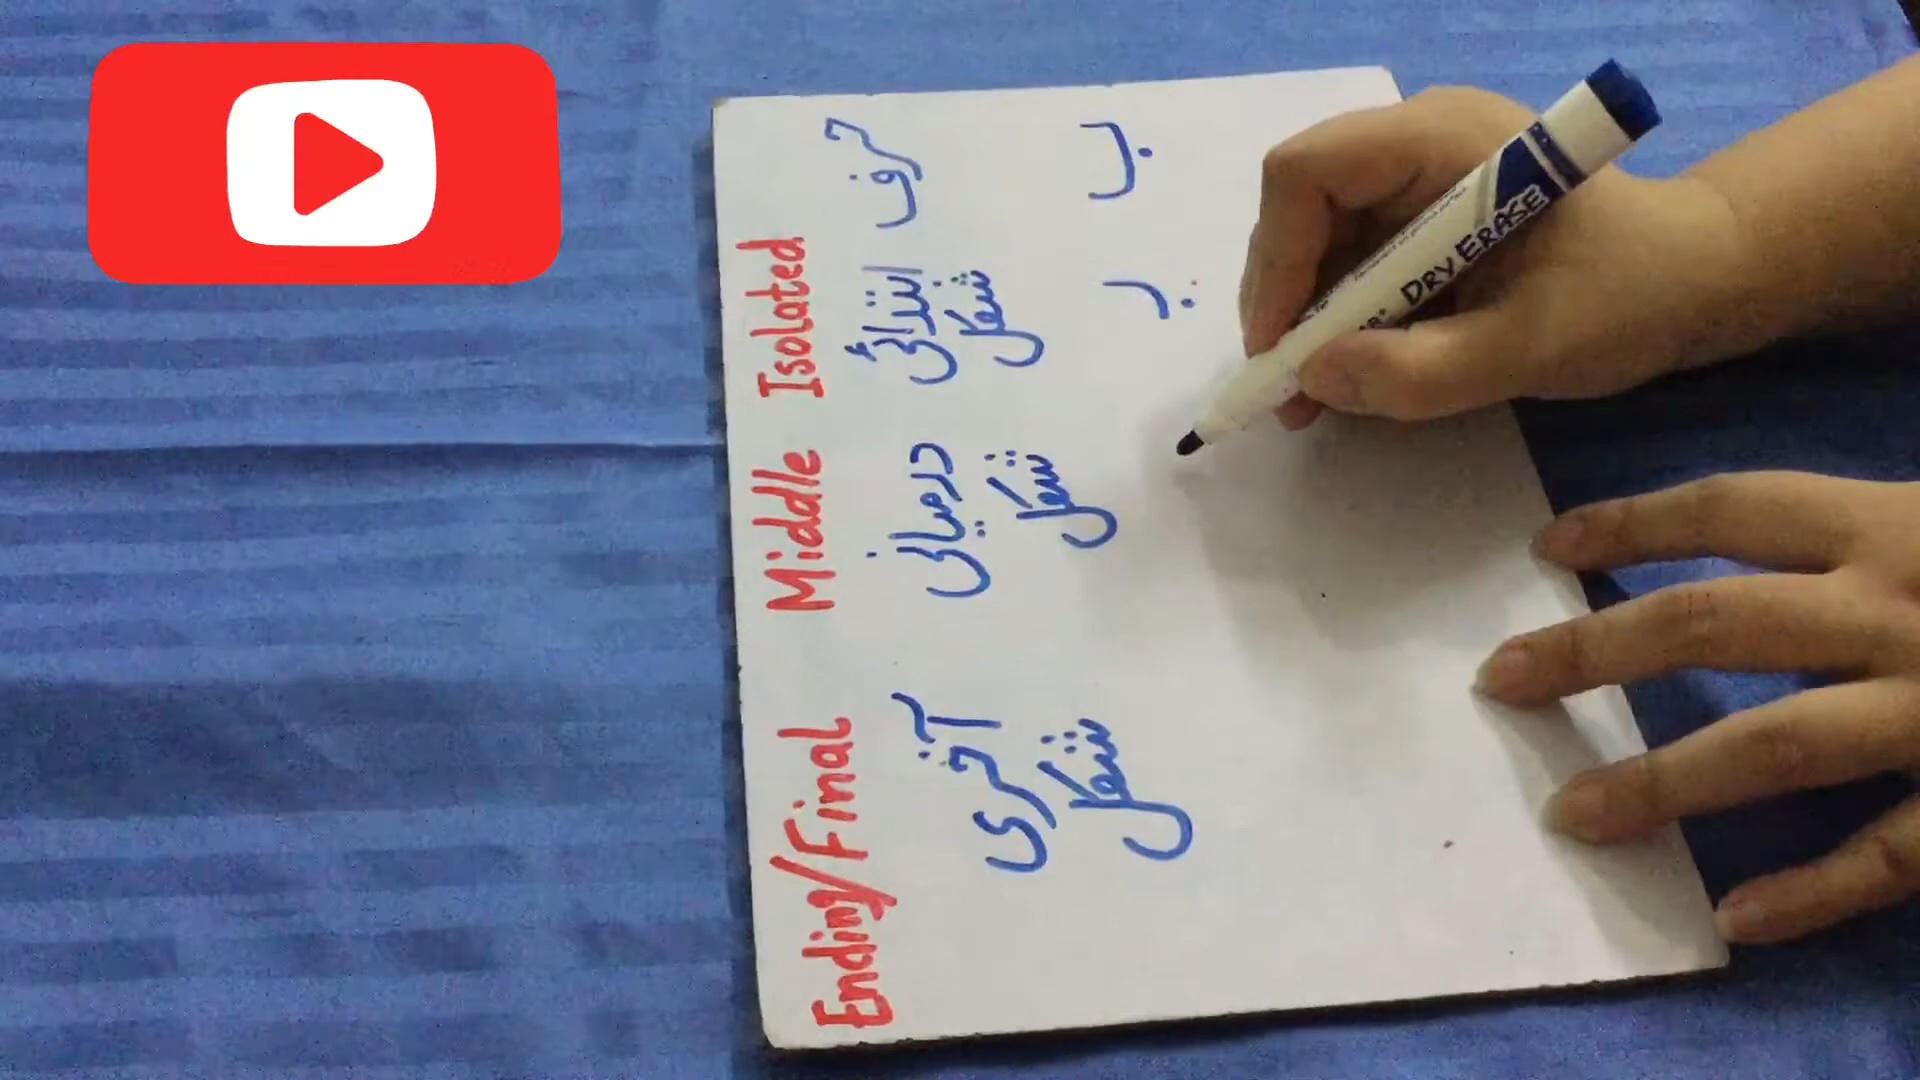 Ending/Final Middle Isolated
حرف ابتدائی درمیانی آخری
شکل شکل شکل
ب بـ
DRY ERASE